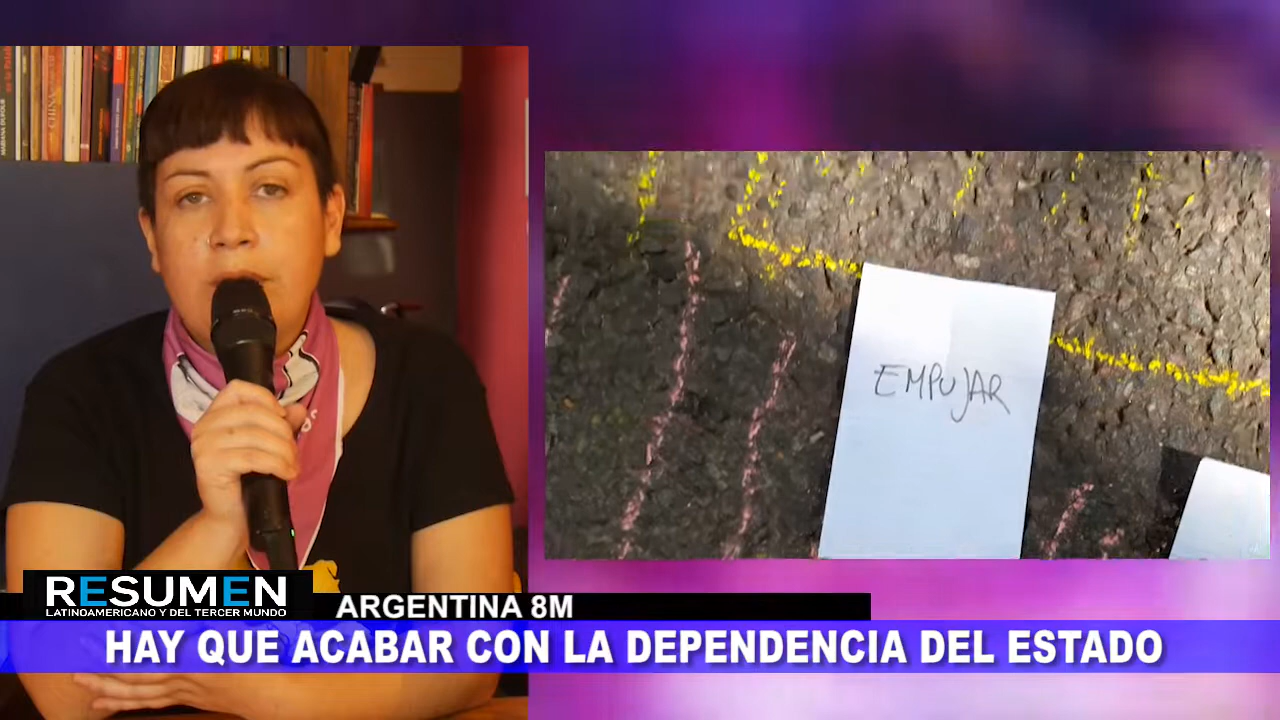 EMPUJAR
RESUMEN
LATINOAMERICANO Y DEL TERCER MUNDO
ARGENTINA 8M
HAY QUE ACABAR CON LA DEPENDENCIA DEL ESTADO